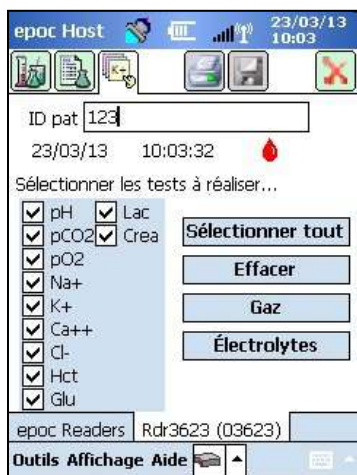 epoc Host 23/03/13
10:03
K+
ID pat 123
23/03/13 10:03:32
Sélectionner les tests à réaliser...
pH Lac
pCO2 Crea
pO2
Na+
K+
Ca++
Cl-
Hct
Glu
Sélectionner tout
Effacer
Gaz
Électrolytes
epoc Readers Rdr3623 (03623)
Outils Affichage Aide